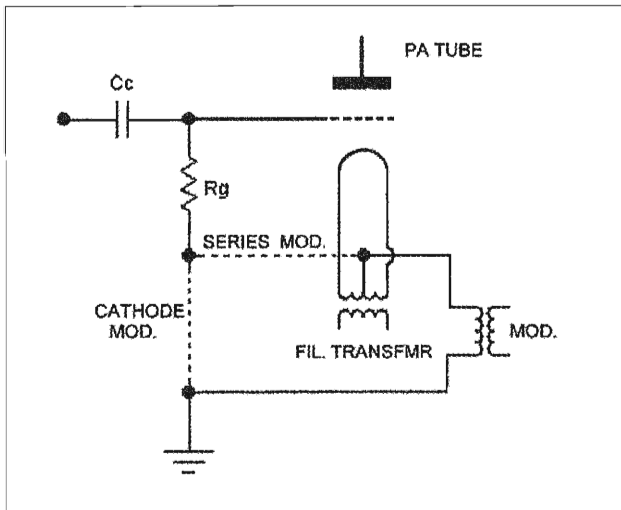 PA TUBE
Cc
Rg
SERIES MOD.
CATHODE
MOD.
MOD.
FIL. TRANSFMR